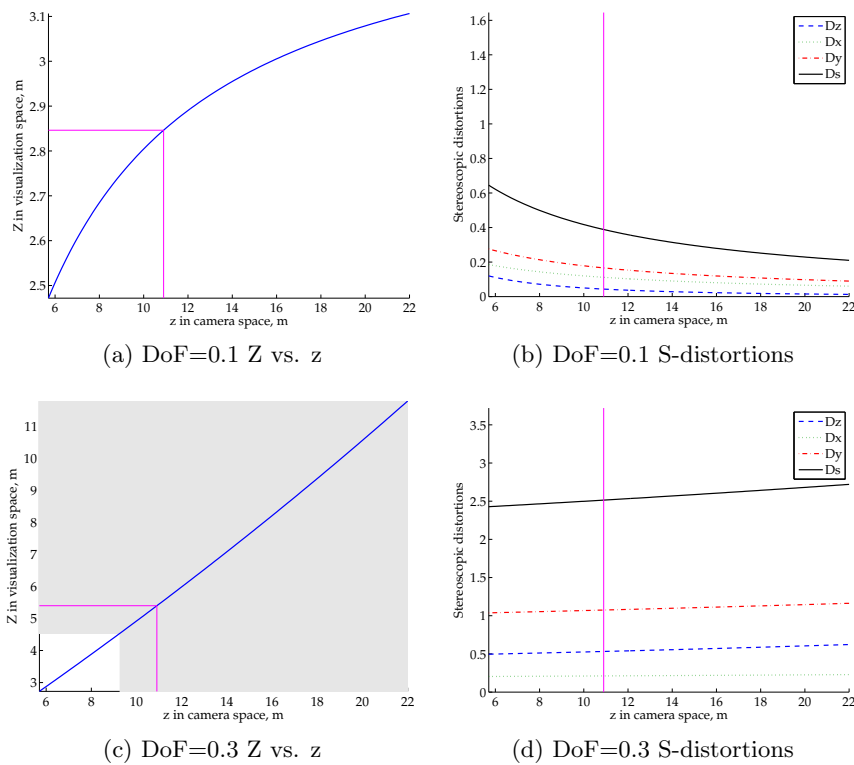 3.1
3
2.9
2.8
2.7
2.6
2.5
Z in visualization space, m
6 8 10 12 14 16 18 20 22
z in camera space, m
(a) DoF=0.1 Z vs. z
1.6
1.4
1.2
1
0.8
0.6
0.4
0.2
0
Stereoscopic distortions
Dz
Dx
Dy
Ds
6 8 10 12 14 16 18 20 22
z in camera space, m
(b) DoF=0.1 S-distortions
11
10
9
8
7
6
5
4
3
Z in visualization space, m
6 8 10 12 14 16 18 20 22
z in camera space, m
(c) DoF=0.3 Z vs. z
3.5
3
2.5
2
1.5
1
0.5
0
Stereoscopic distortions
Dz
Dx
Dy
Ds
6 8 10 12 14 16 18 20 22
z in camera space, m
(d) DoF=0.3 S-distortions